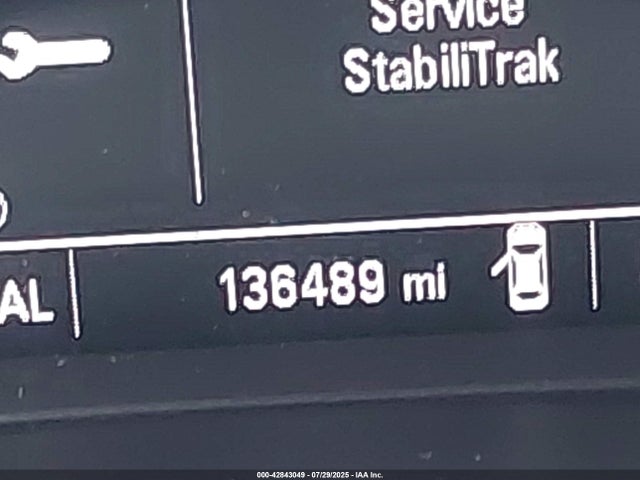 Service
StabiliTrak
AL
136489 mi
000-42843049 - 07/29/2025 - IAA Inc.